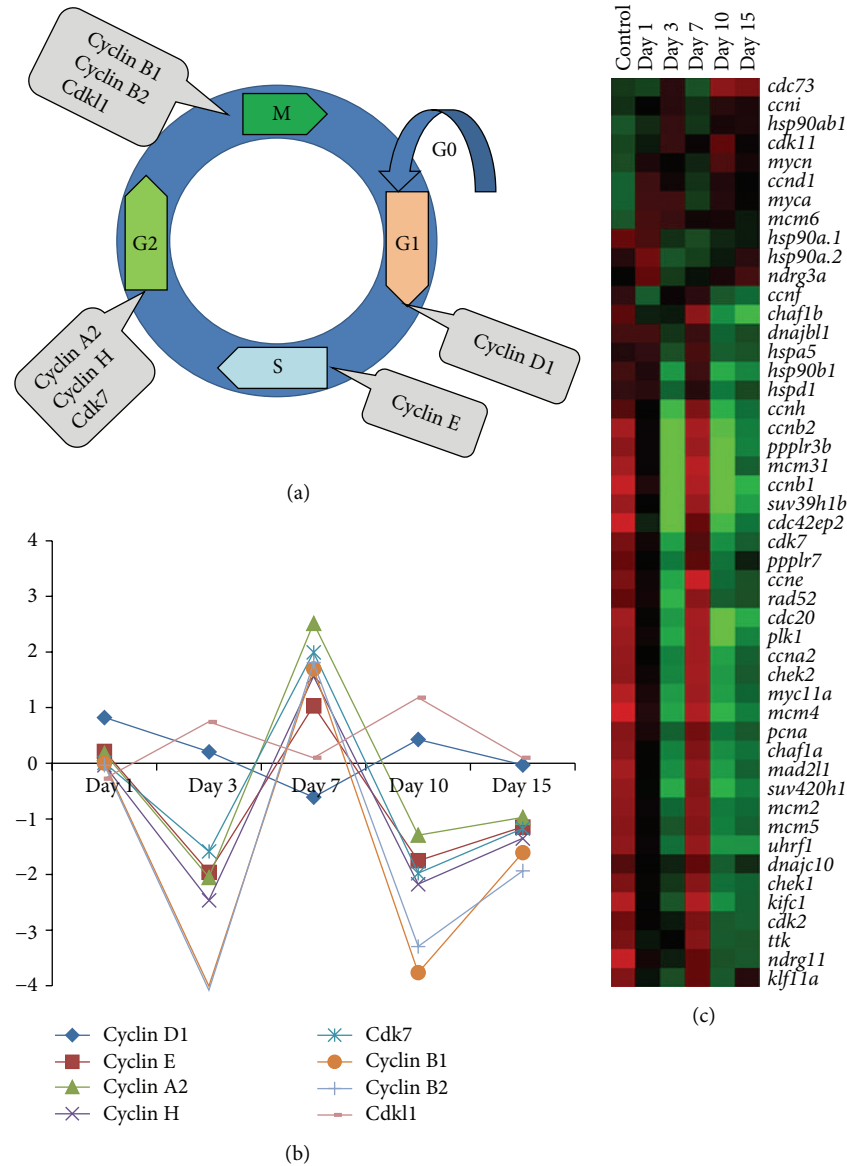 Cyclin B1
Cyclin B2
Cdkl1
M
G0
G2
G1
Cyclin A2
Cyclin H
Cdk7
S
Cyclin D1
Cyclin E
(a)
4
3
2
1
0
−1
−2
−3
−4
Day 1
Day 3
Day 7
Day 10
Day 15
Cyclin D1
Cyclin E
Cyclin A2
Cyclin H
Cdk7
Cyclin B1
Cyclin B2
Cdkl1
(b)
Control
Day 1
Day 3
Day 7
Day 10
Day 15
cdc73
ccni
hsp90ab1
cdk11
mycn
ccnd1
myca
mcm6
hsp90a.1
hsp90a.2
ndrg3a
ccnf
chaf1b
dnajbl1
hspa5
hsp90b1
hspd1
ccnh
ccnb2
ppplr3b
mcm31
ccnb1
suv39h1b
cdc42ep2
cdk7
ppplr7
ccne
rad52
cdc20
plk1
ccna2
chek2
myc11a
mcm4
pcna
chaf1a
mad2l1
suv420h1
mcm2
mcm5
uhrf1
dnajc10
chek1
kifc1
cdk2
ttk
ndrg11
klf11a
(c)